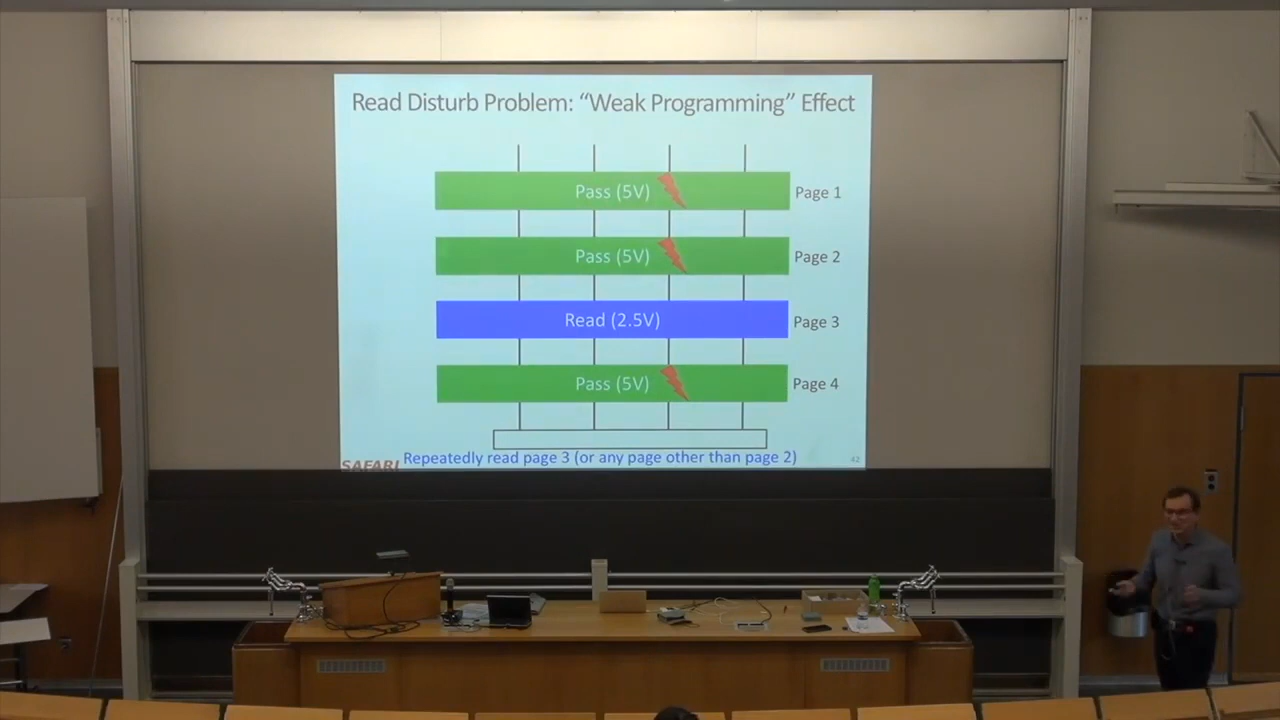 Read Disturb Problem: “Weak Programming” Effect
Pass (5V) Page 1
Pass (5V) Page 2
Read (2.5V) Page 3
Pass (5V) Page 4
Repeatedly read page 3 (or any page other than page 2)
SAFARI 42